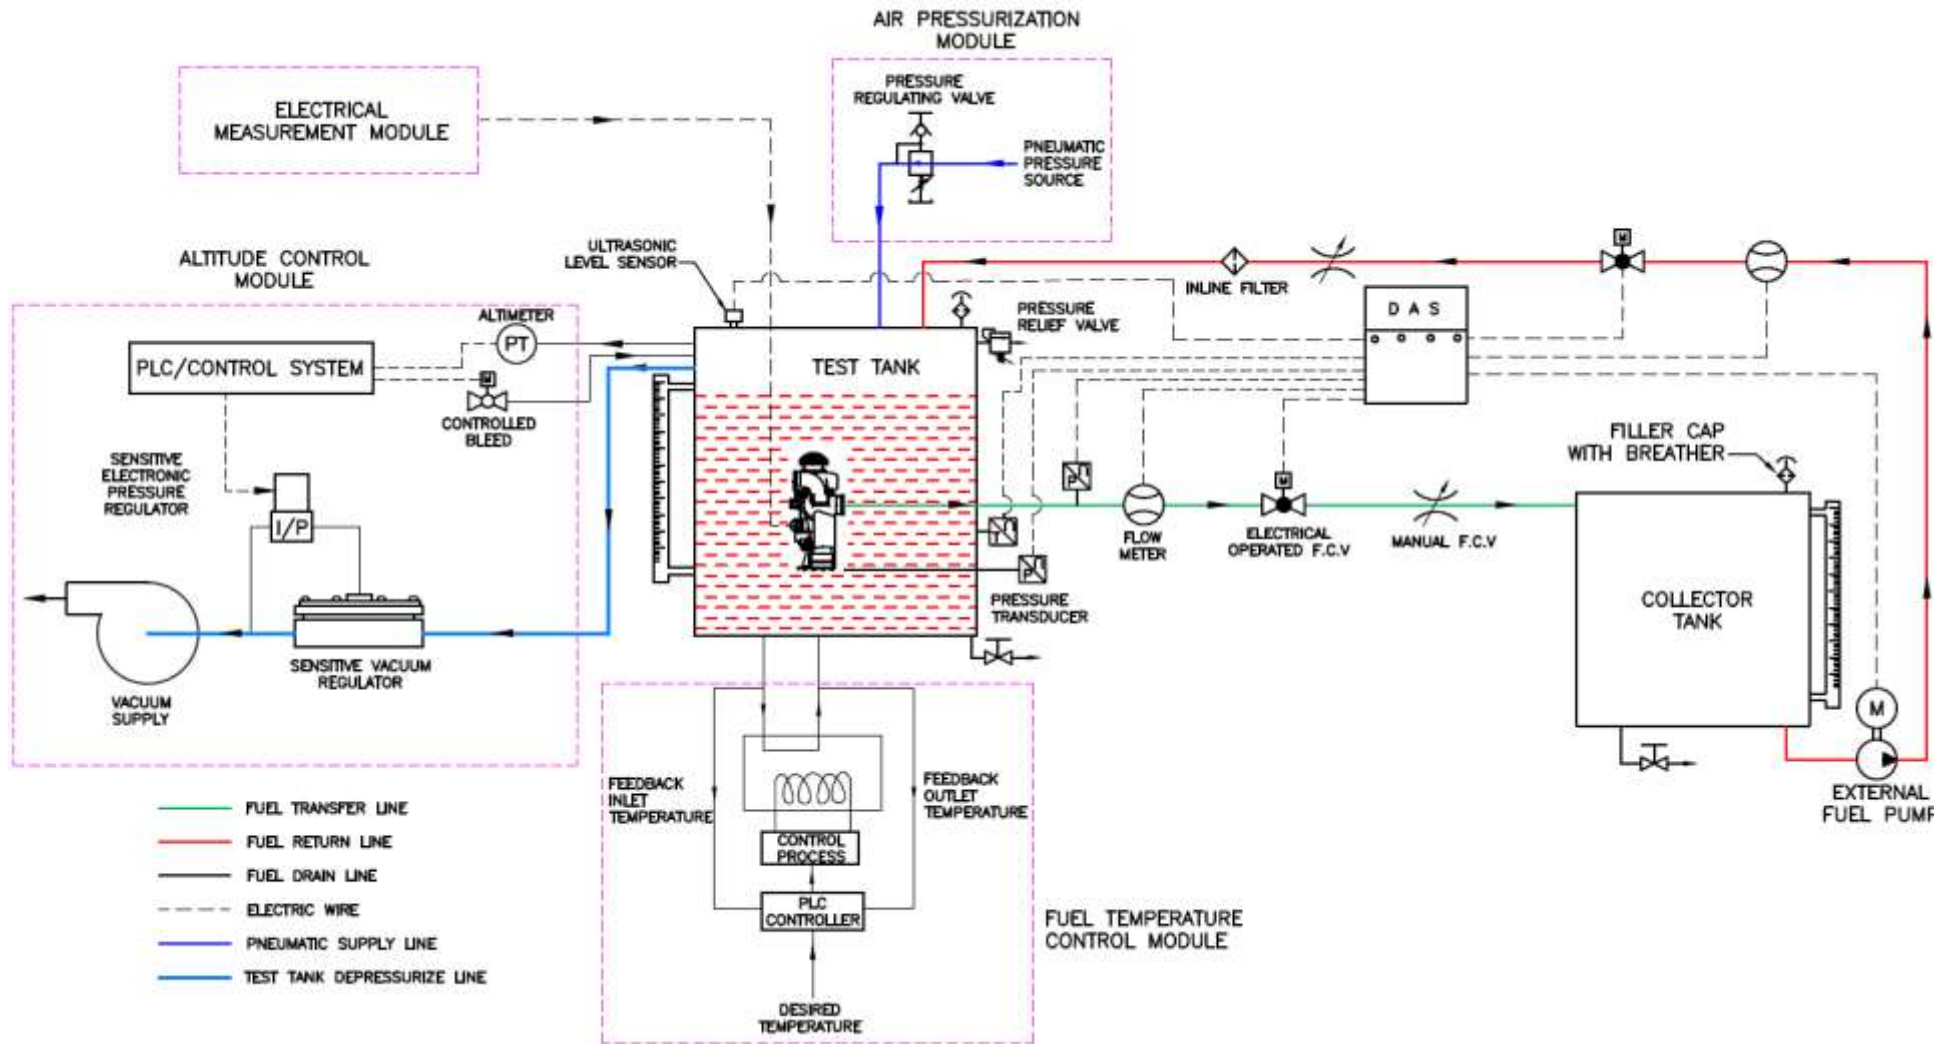 AIR PRESSURIZATION
MODULE
PRESSURE
REGULATING VALVE
PNEUMATIC
PRESSURE
SOURCE
ELECTRICAL
MEASUREMENT MODULE
ALTITUDE CONTROL
MODULE
ULTRASONIC
LEVEL SENSOR
ALTIMETER
PT
PLC/CONTROL SYSTEM
M
CONTROLLED
BLEED
SENSITIVE
ELECTRONIC
PRESSURE
REGULATOR
I/P
SENSITIVE VACUUM
REGULATOR
VACUUM
SUPPLY
TEST TANK
PRESSURE
RELIEF VALVE
INLINE FILTER
M
D A S
P
FLOW
METER
M
ELECTRICAL
OPERATED F.C.V
MANUAL F.C.V
T
P
PRESSURE
TRANSDUCER
FILLER CAP
WITH BREATHER
COLLECTOR
TANK
M
EXTERNAL
FUEL PUMP
FEEDBACK
INLET
TEMPERATURE
FEEDBACK
OUTLET
TEMPERATURE
CONTROL
PROCESS
PLC
CONTROLLER
DESIRED
TEMPERATURE
FUEL TEMPERATURE
CONTROL MODULE
FUEL TRANSFER LINE
FUEL RETURN LINE
FUEL DRAIN LINE
ELECTRIC WIRE
PNEUMATIC SUPPLY LINE
TEST TANK DEPRESSURIZE LINE